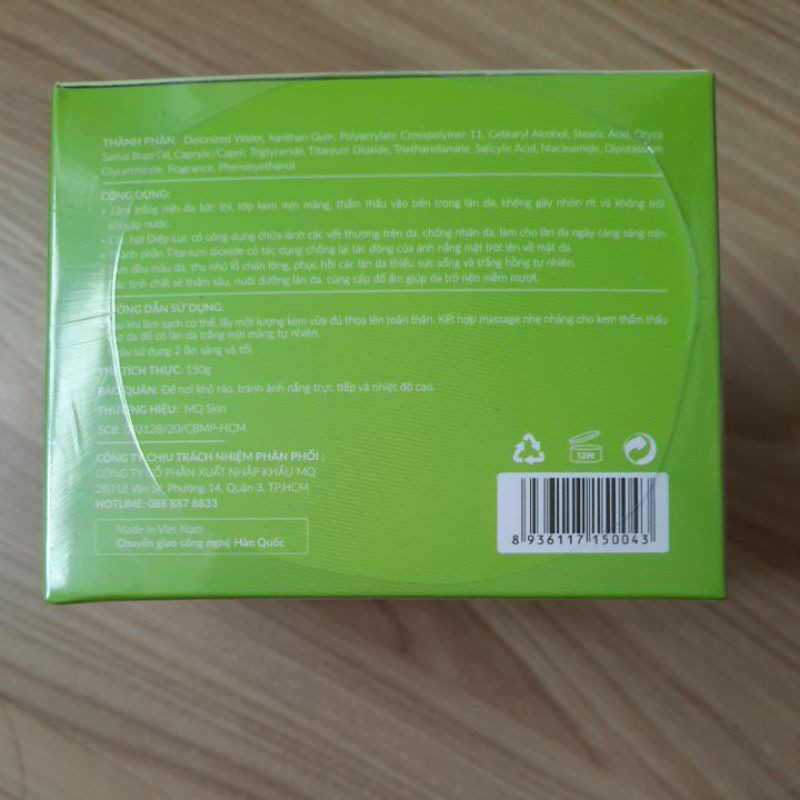 THÀNH PHẦN: Deionized Water, Xanthan Gum, Polyacrylate Crosspolymer 11, Cetearyl Alcohol, Stearic Acid, Oryza
Sativa Bran Oil, Caprylic/Capric Triglyceride, Titanium Dioxide, Triethanolamine, Salicylic Acid, Niacinamide, Dipotassium
Glycyrrhizate, Fragrance, Phenoxyethanol.
CÔNG DỤNG:
• Làm trắng mịn da tức thì, lớp kem mịn màng, thẩm thấu vào bên trong làn da, không gây nhờn rít và không trôi
khi gặp nước.
• Các hạt Diệp Lục có công dụng chữa lành các vết thương trên da, chống nhăn da, làm cho làn da ngày càng sáng mịn.
• Thành phần Titanium dioxide có tác dụng chống lại tác động của ánh nắng mặt trời lên về mặt da.
đều màu da, thu nhỏ lỗ chân lông, phục hồi các làn da thiếu sức sống và trắng hồng tự nhiên.
tinh chất sẽ thấm sâu, nuôi dưỡng làn da, cung cấp độ ẩm giúp da trở nên mềm mượt.
HƯỚNG DẪN SỬ DỤNG:
Sau khi làm sạch cơ thể, lấy một lượng kem vừa đủ thoa lên toàn thân. Kết hợp massage nhẹ nhàng cho kem thẩm thấu
vào da để có làn da trắng mịn màng tự nhiên.
sử dụng 2 lần sáng và tối.
THỂ TÍCH THỰC: 150g
BẢO QUẢN: Để nơi khô ráo, tránh ánh nắng trực tiếp và nhiệt độ cao.
THƯƠNG HIỆU: MQ Skin
SCB: 003128/20/CBMP-HCM
CÔNG TY CHỊU TRÁCH NHIỆM PHÂN PHỐI :
CÔNG TY CỔ PHẦN XUẤT NHẬP KHẨU MQ
280 Lê Văn Sỹ, Phường 14, Quận 3, TP.HCM
HOTLINE: 088 887 8833
Made In Viet Nam
Chuyển giao công nghệ Hàn Quốc
12M
8 936117 150043